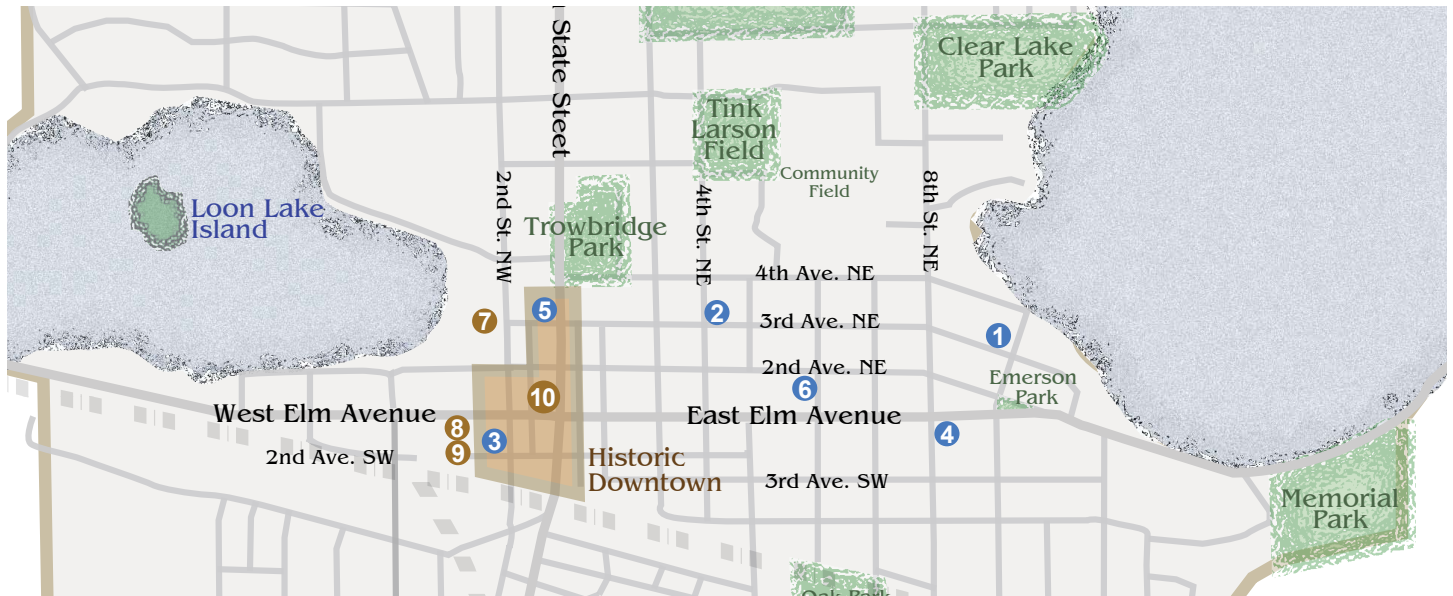 State Steet
Clear Lake
Park
Tink
Larson
Field
Community
Field
2nd St. NW
4th St. NE
8th St. NE
Loon Lake
Island
Trowbridge
Park
4th Ave. NE
5
2
7
3rd Ave. NE
1
2nd Ave. NE
Emerson
Park
6
10
West Elm Avenue
East Elm Avenue
8
3
4
9
2nd Ave. SW
Historic
Downtown
3rd Ave. SW
Memorial
Park
Oak Park